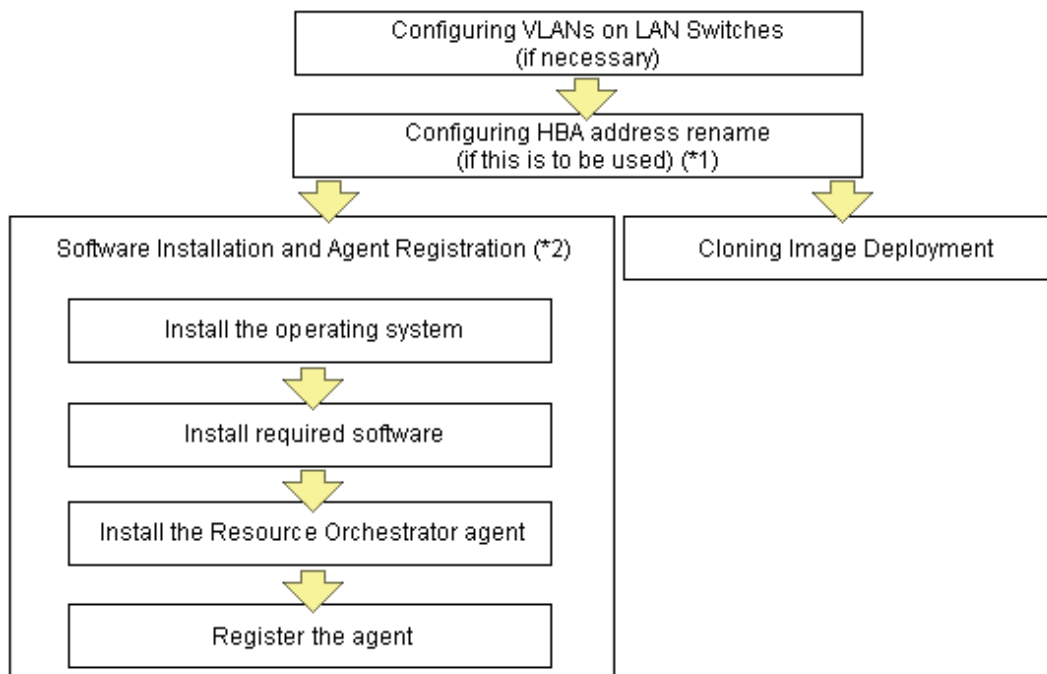 Configuring VLANs on LAN Switches
(if necessary)
Configuring HBA address rename
(if this is to be used) (*1)
Software Installation and Agent Registration (*2)
Cloning Image Deployment
Install the operating system
Install required software
Install the Resource Orchestrator agent
Register the agent